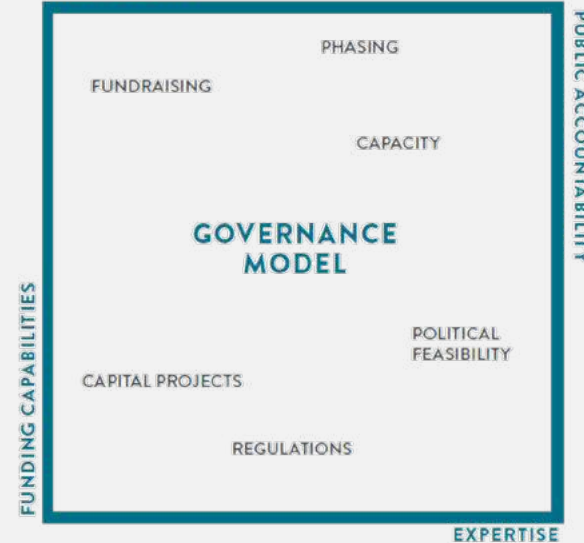 PHASING
FUNDRAISING
CAPACITY
GOVERNANCE
MODEL
POLITICAL
FEASIBILITY
CAPITAL PROJECTS
REGULATIONS
FUNDING CAPABILITIES
PUBLIC ACCOUNTABILITY
EXPERTISE